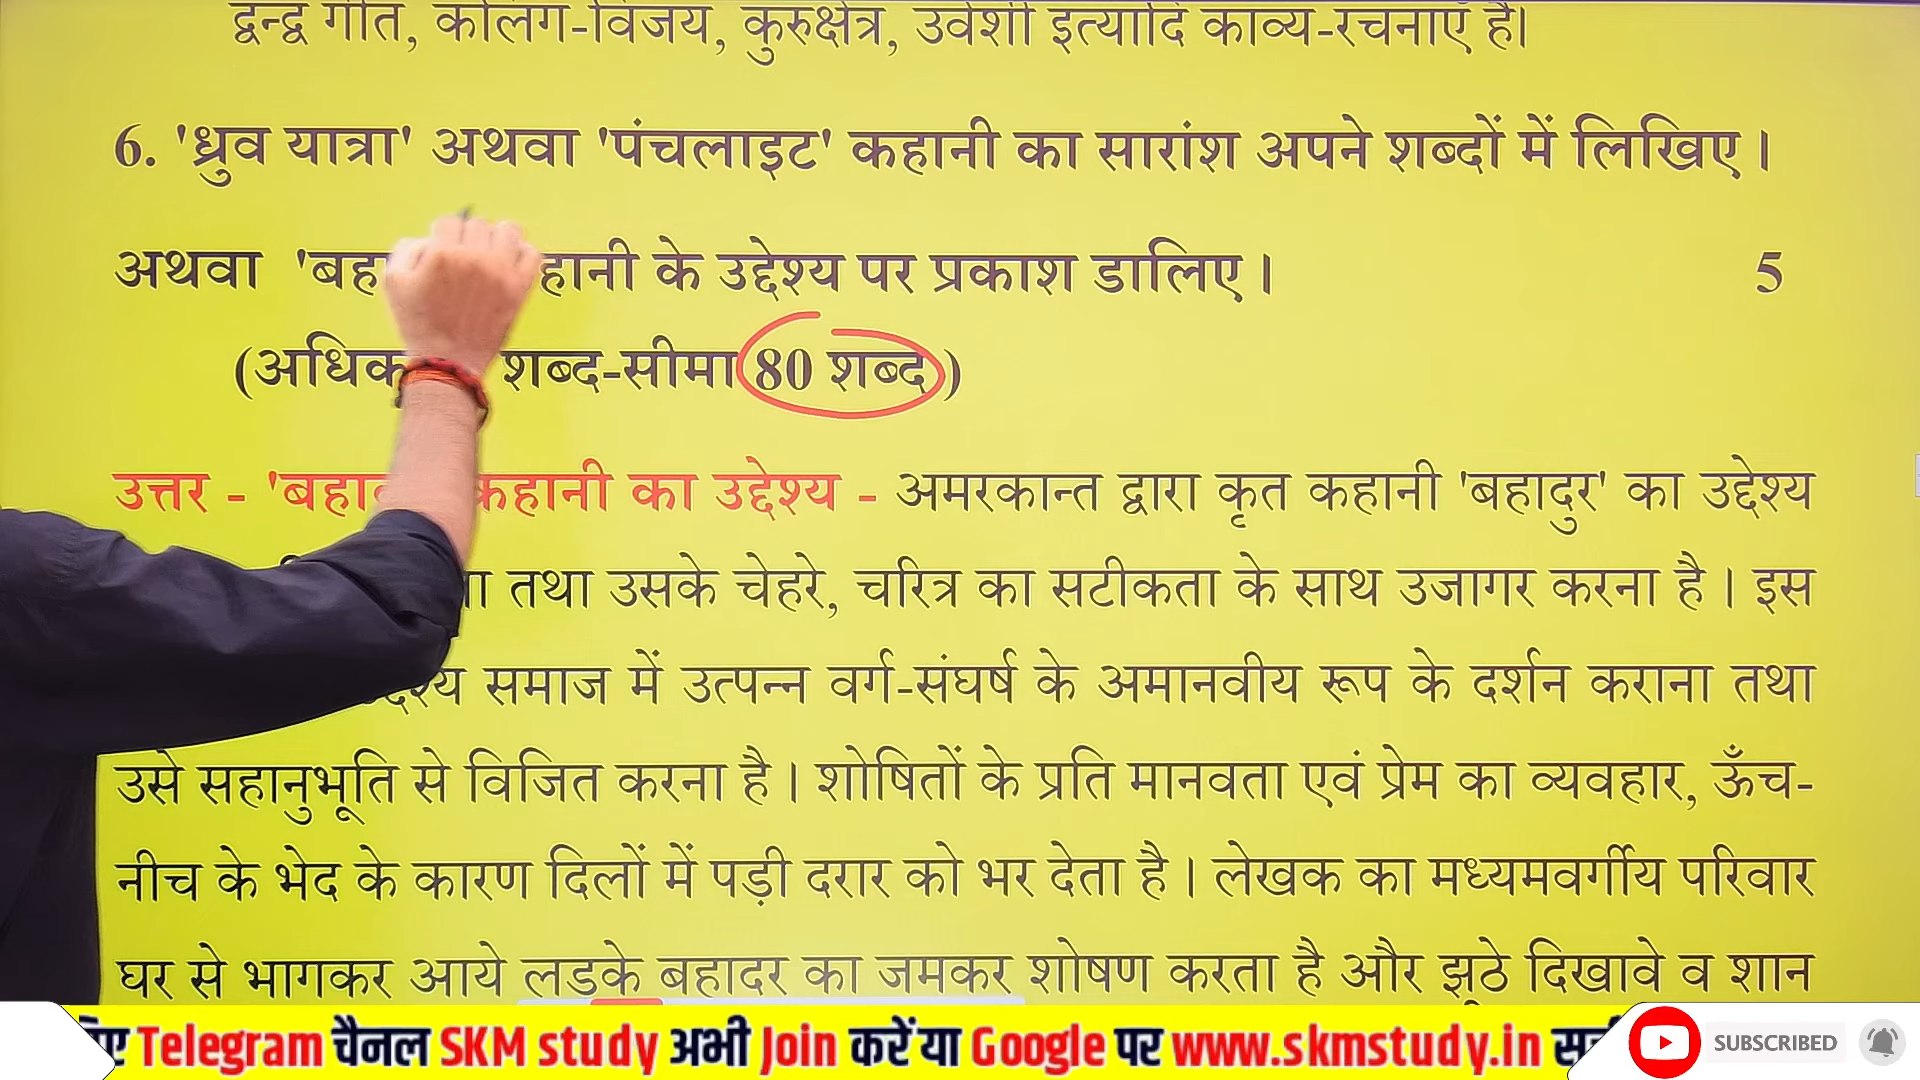 द्वन्द्व गीत, कलिंग-विजय, कुरुक्षेत्र, उर्वशी इत्यादि काव्य-रचनाएँ है।
6. 'ध्रुव यात्रा' अथवा 'पंचलाइट' कहानी का सारांश अपने शब्दों में लिखिए।
अथवा 'बहा हानी के उद्देश्य पर प्रकाश डालिए। 5
(अधिक शब्द-सीमा 80 शब्द)
उत्तर - 'बहा कहानी का उद्देश्य - अमरकान्त द्वारा कृत कहानी 'बहादुर' का उद्देश्य
तथा उसके चेहरे, चरित्र का सटीकता के साथ उजागर करना है। इस
समाज में उत्पन्न वर्ग-संघर्ष के अमानवीय रूप के दर्शन कराना तथा
उसे सहानुभूति से विजित करना है। शोषितों के प्रति मानवता एवं प्रेम का व्यवहार, ऊँच-
नीच के भेद के कारण दिलों में पड़ी दरार को भर देता है। लेखक का मध्यमवर्गीय परिवार
घर से भागकर आये लड़के बहादुर का जमकर शोषण करता है और झूठे दिखावे व शान
Telegram चैनल SKM study अभी Join करें या Google पर www.skmstudy.in
SUBSCRIBED